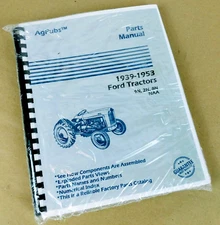 AgPubs™
Parts
Manual
1939-1953
Ford Tractors
9N, 2N, 8N
NAA
*See How Components Are Assembled
*Exploded Parts Views
*Parts Names and Numbers
*Numerical Index
*This is a Reliable Factory Parts Catalog